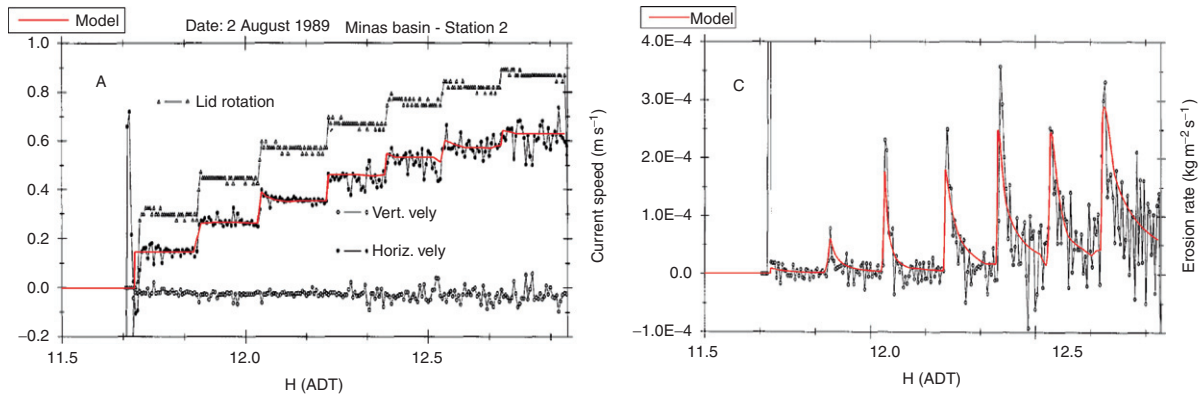 Model
Date: 2 August 1989 Minas basin - Station 2
1.0
0.8
0.6
0.4
0.2
0.0
−0.2
A
Lid rotation
Vert. vely
Horiz. vely
11.5
12.0
12.5
H (ADT)
Current speed (m s⁻¹)
Model
4.0E−4
3.0E−4
2.0E−4
1.0E−4
0.0
−1.0E−4
C
11.5
12.0
12.5
H (ADT)
Erosion rate (kg m⁻² s⁻¹)